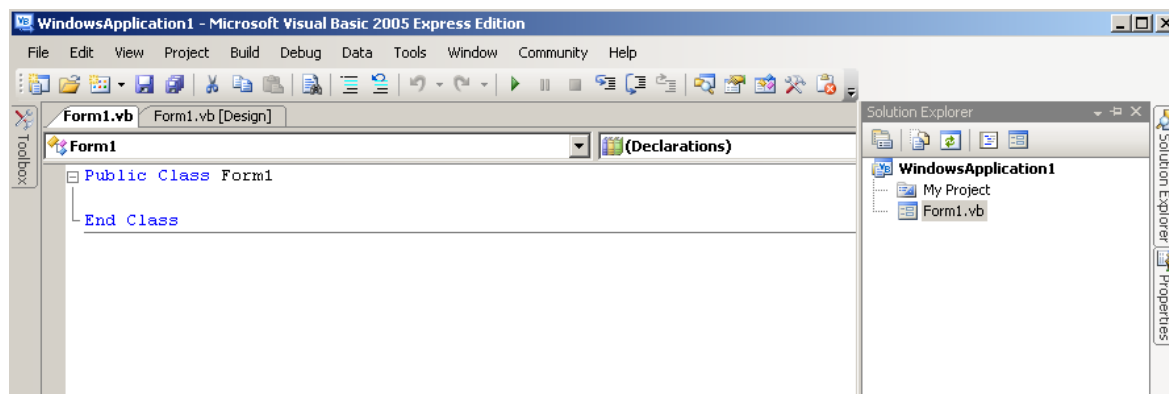 WindowsApplication1 - Microsoft Visual Basic 2005 Express Edition
File Edit View Project Build Debug Data Tools Window Community Help
Toolbox
Form1.vb Form1.vb [Design]
Form1 (Declarations)
Public Class Form1
End Class
Solution Explorer
WindowsApplication1
My Project
Form1.vb
Solution Explorer
Properties